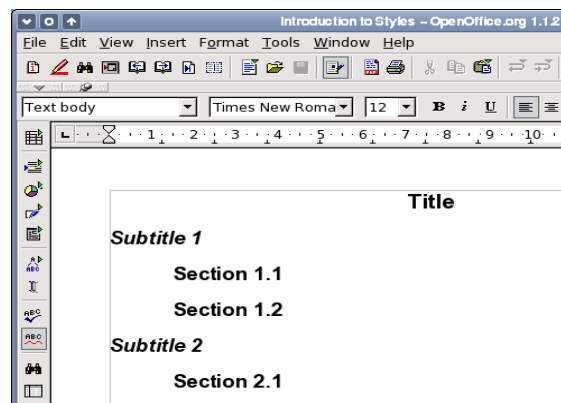 Introduction to Styles - OpenOffice.org 1.1.2
File Edit View Insert Format Tools Window Help
Text body Times New Roma 12 B i U
1 2 3 4 5 6 7 8 9 10
Title
Subtitle 1
Section 1.1
Section 1.2
Subtitle 2
Section 2.1
ABC
ABC